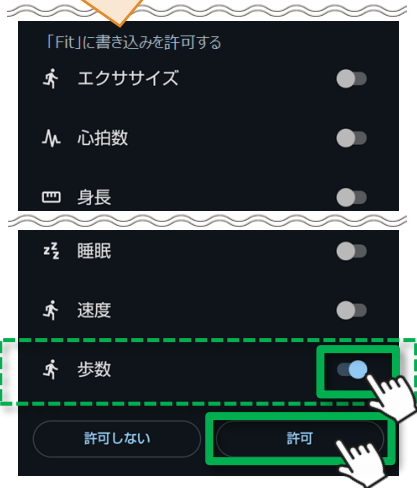 「Fit」に書き込みを許可する
エクササイズ
心拍数
身長
睡眠
速度
歩数
許可しない
許可